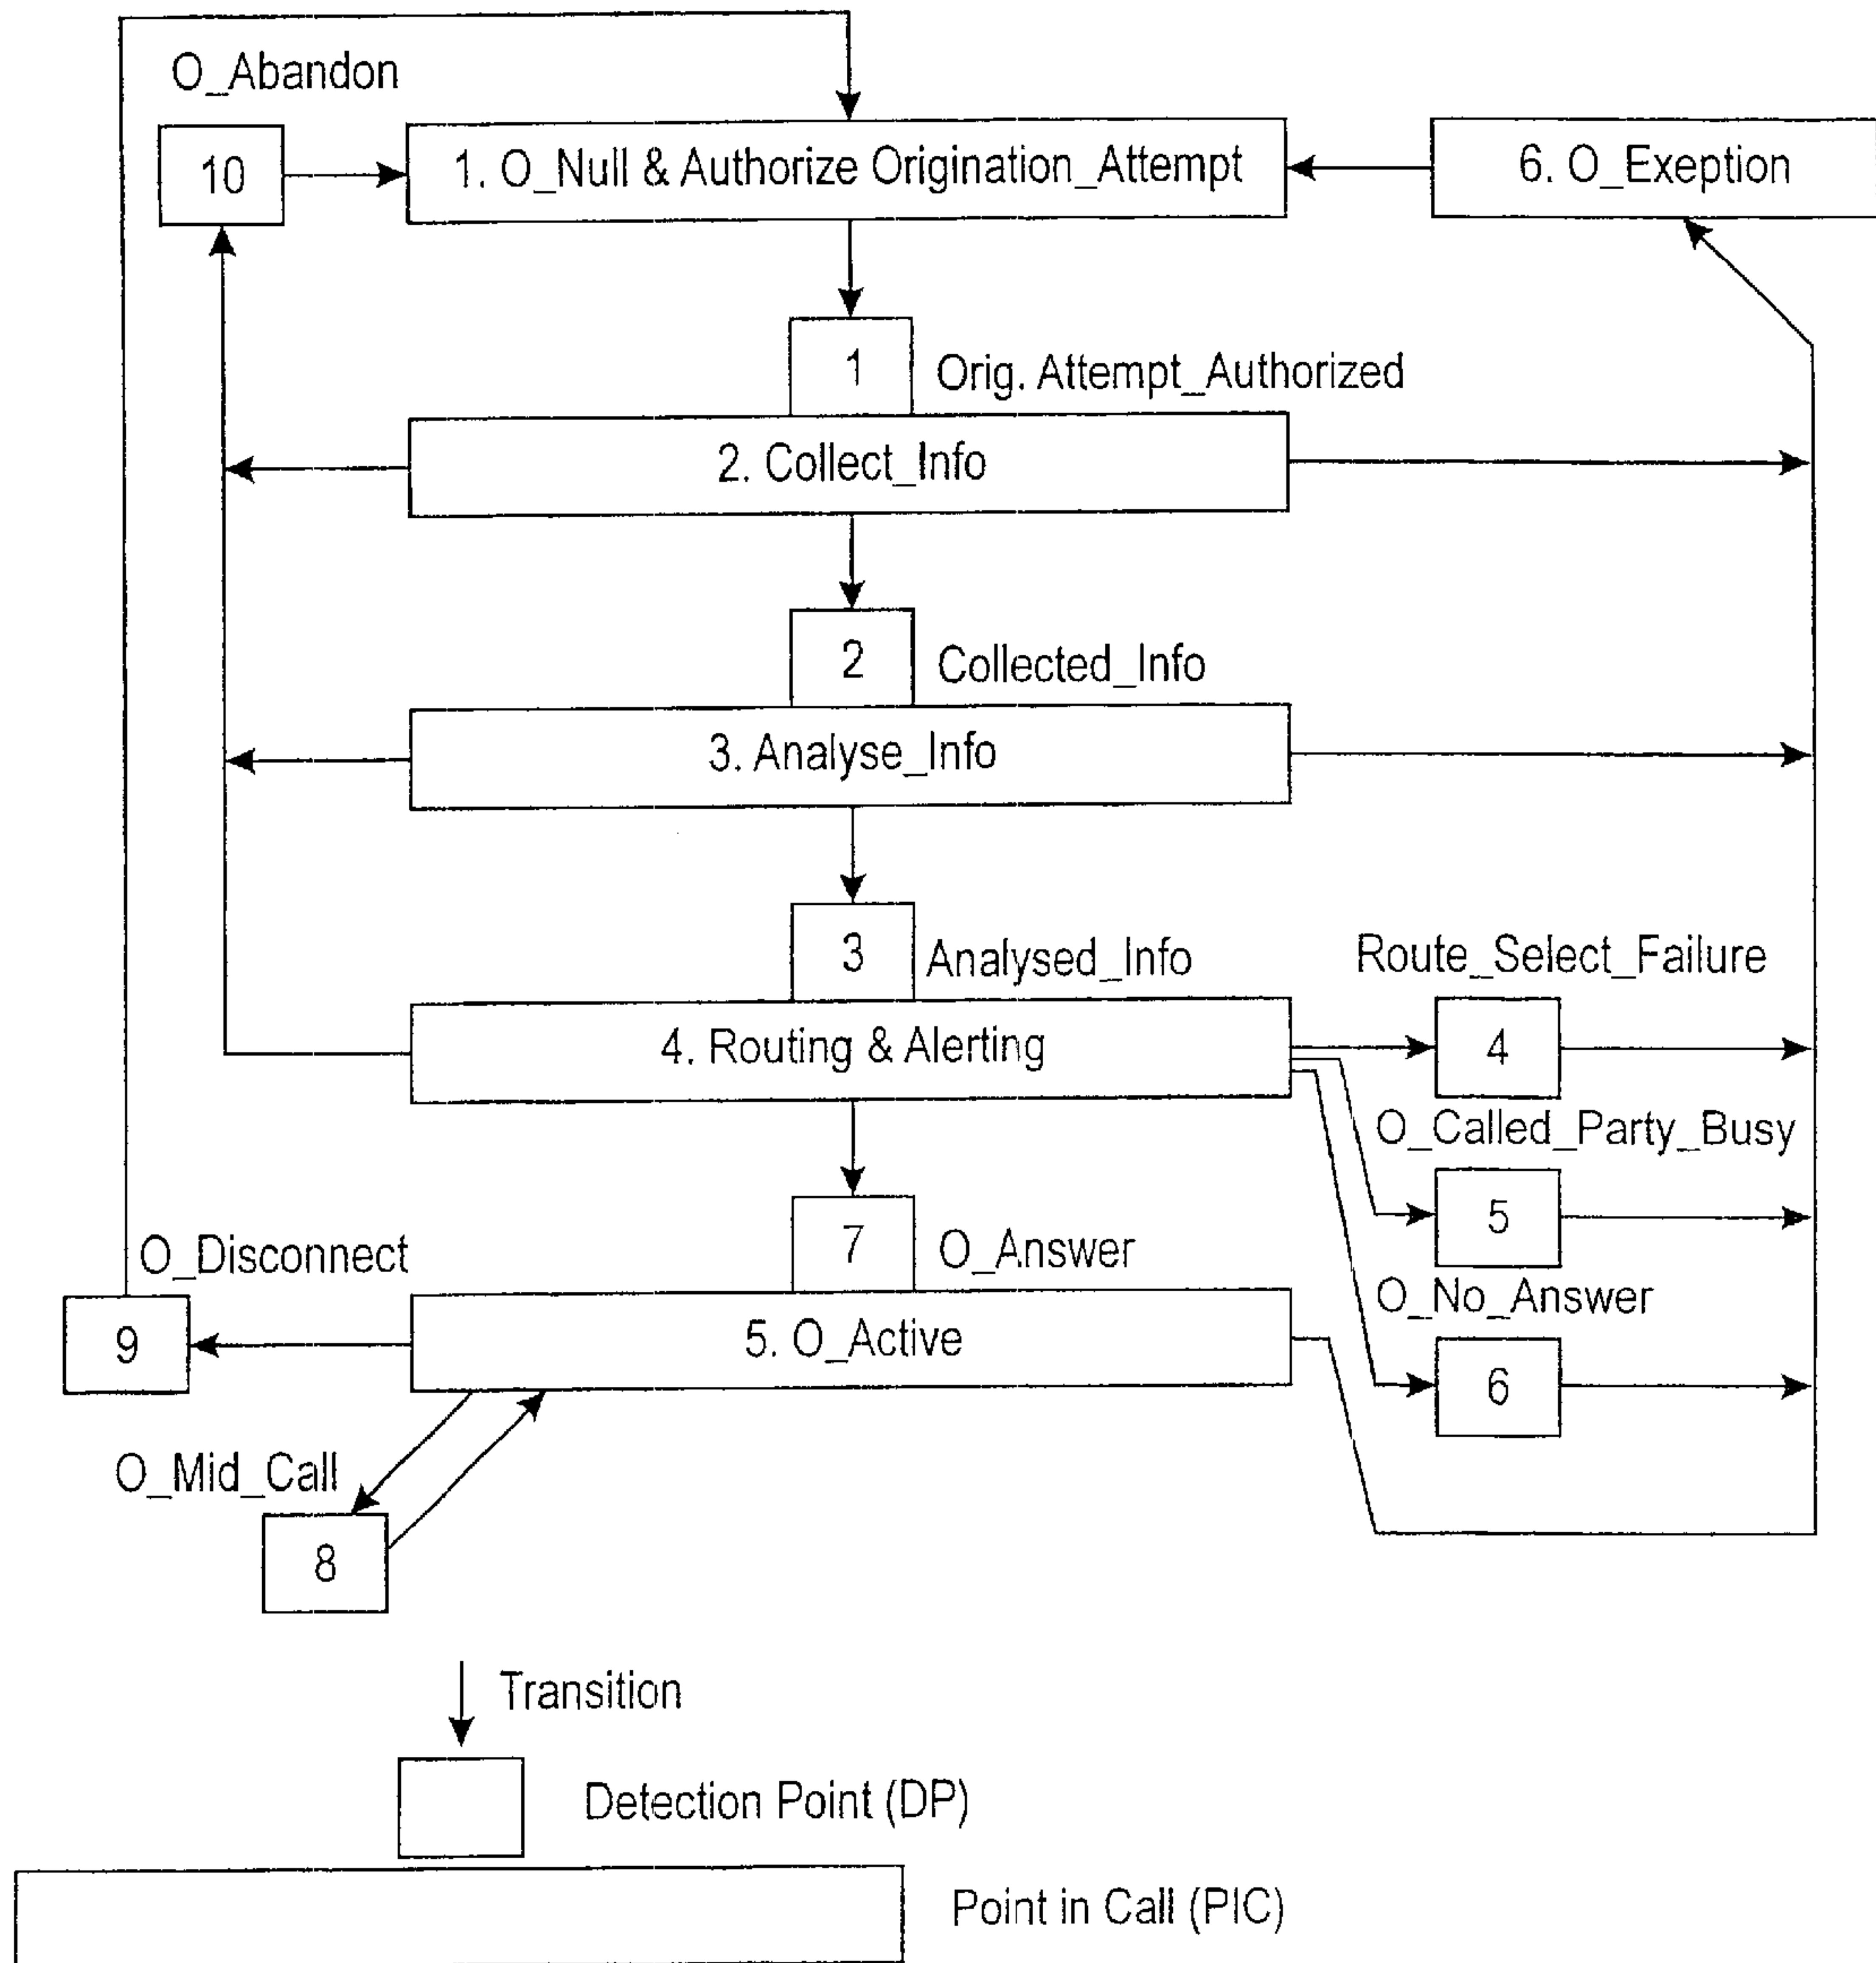 O_Abandon
10
1. O_Null & Authorize Origination_Attempt
6. O_Exeption
1
Orig. Attempt_Authorized
2. Collect_Info
2
Collected_Info
3. Analyse_Info
3
Analysed_Info
Route_Select_Failure
4. Routing & Alerting
4
O_Called_Party_Busy
5
O_Disconnect
7
O_Answer
O_No_Answer
9
5. O_Active
6
O_Mid_Call
8
Transition
Detection Point (DP)
Point in Call (PIC)